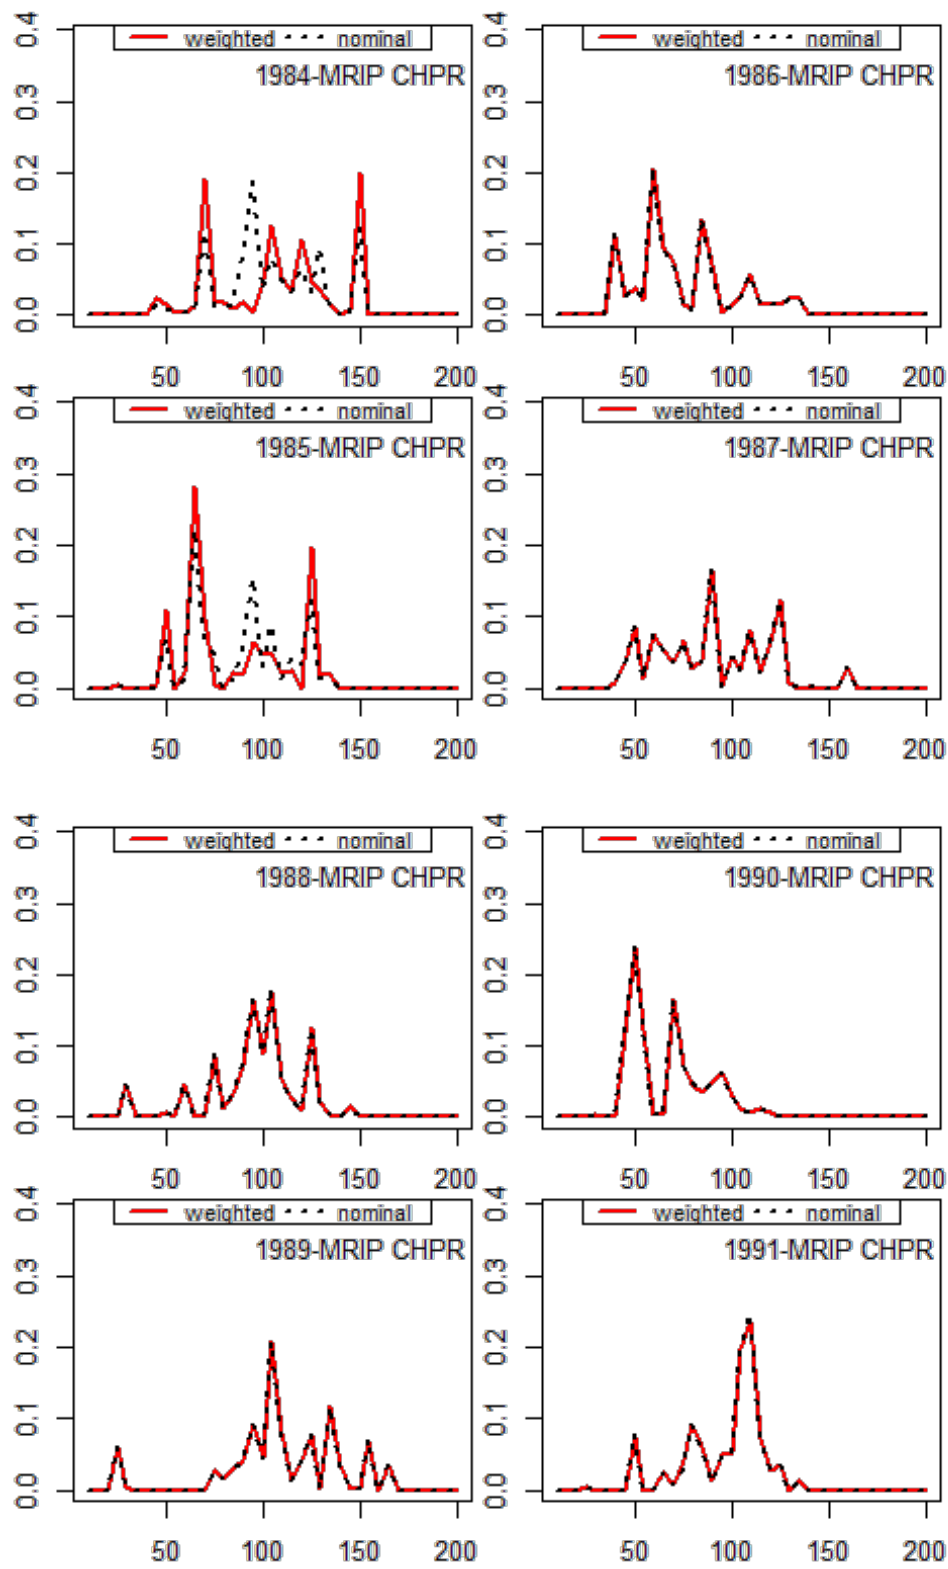 0.4 weighted nominal 0.4 weighted nominal
1984-MRIP CHPR 1986-MRIP CHPR
0.3 0.3
0.2 0.2
0.1 0.1
0.0 0.0
50 100 150 200 50 100 150 200
0.4 weighted nominal 0.4 weighted nominal
1985-MRIP CHPR 1987-MRIP CHPR
0.3 0.3
0.2 0.2
0.1 0.1
0.0 0.0
50 100 150 200 50 100 150 200
0.4 weighted nominal 0.4 weighted nominal
1988-MRIP CHPR 1990-MRIP CHPR
0.3 0.3
0.2 0.2
0.1 0.1
0.0 0.0
50 100 150 200 50 100 150 200
0.4 weighted nominal 0.4 weighted nominal
1989-MRIP CHPR 1991-MRIP CHPR
0.3 0.3
0.2 0.2
0.1 0.1
0.0 0.0
50 100 150 200 50 100 150 200